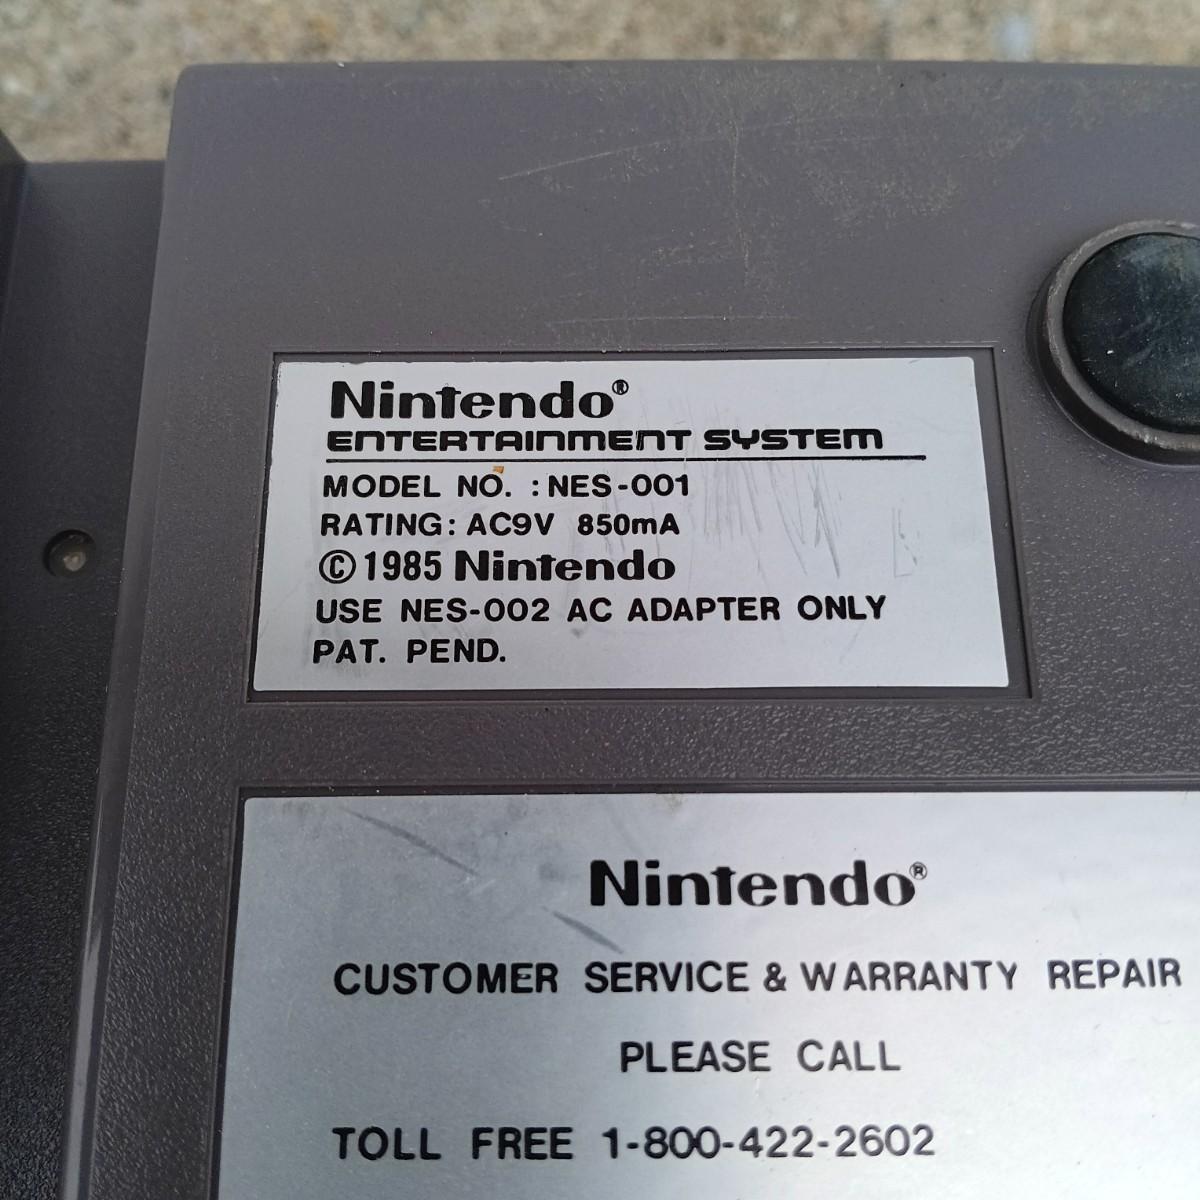 Nintendo®
ENTERTAINMENT SYSTEM
MODEL NO. : NES-001
RATING: AC9V 850mA
©1985 Nintendo
USE NES-002 AC ADAPTER ONLY
PAT. PEND.
Nintendo®
CUSTOMER SERVICE & WARRANTY REPAIR
PLEASE CALL
TOLL FREE 1-800-422-2602